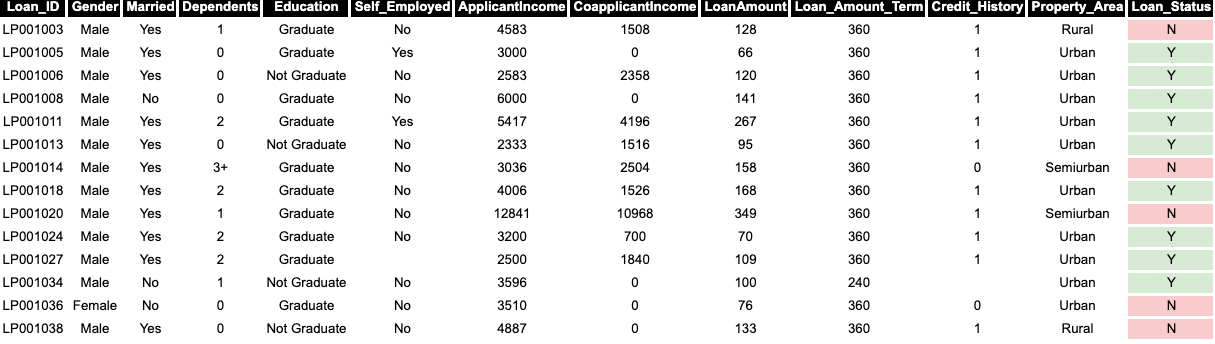 Loan_ID Gender Married Dependents Education Self_Employed ApplicantIncome CoapplicantIncome LoanAmount Loan_Amount_Term Credit_History Property_Area Loan_Status
LP001003 Male Yes 1 Graduate No 4583 1508 128 360 1 Rural N
LP001005 Male Yes 0 Graduate Yes 3000 0 66 360 1 Urban Y
LP001006 Male Yes 0 Not Graduate No 2583 2358 120 360 1 Urban Y
LP001008 Male No 0 Graduate No 6000 0 141 360 1 Urban Y
LP001011 Male Yes 2 Graduate Yes 5417 4196 267 360 1 Urban Y
LP001013 Male Yes 0 Not Graduate No 2333 1516 95 360 1 Urban Y
LP001014 Male Yes 3+ Graduate No 3036 2504 158 360 0 Semiurban N
LP001018 Male Yes 2 Graduate No 4006 1526 168 360 1 Urban Y
LP001020 Male Yes 1 Graduate No 12841 10968 349 360 1 Semiurban N
LP001024 Male Yes 2 Graduate No 3200 700 70 360 1 Urban Y
LP001027 Male Yes 2 Graduate 2500 1840 109 360 1 Urban Y
LP001034 Male No 1 Not Graduate No 3596 0 100 240 Urban Y
LP001036 Female No 0 Graduate No 3510 0 76 360 0 Urban N
LP001038 Male Yes 0 Not Graduate No 4887 0 133 360 1 Rural N